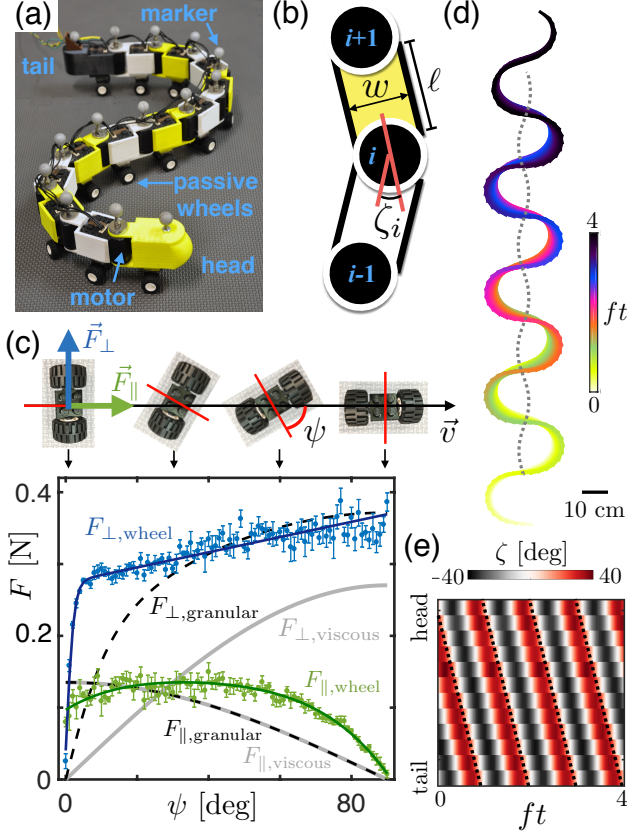 (a)
marker
tail
passive
wheels
head
motor
(b)
i+1
w
ℓ
i
ζi
i-1
(c)
F⃗⊥
F⃗∥
ψ
v⃗
0.4
0.2
0
F [N]
F⊥,wheel
F⊥,granular
F⊥,viscous
F∥,wheel
F∥,granular
F∥,viscous
0
40
80
ψ [deg]
(d)
4
ft
0
10 cm
(e)
ζ [deg]
-40
40
head
tail
0
4
ft